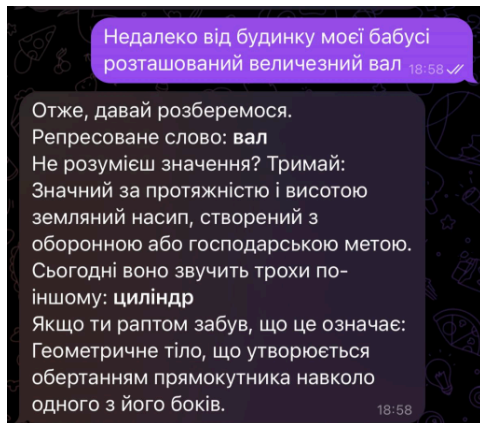 Недалеко від будинку моєї бабусі
розташований величезний вал 18:58
Отже, давай розберемося.
Репресоване слово: вал
Не розумієш значення? Тримай:
Значний за протяжністю і висотою
земляний насип, створений з
оборонною або господарською метою.
Сьогодні воно звучить трохи по-
іншому: циліндр
Якщо ти раптом забув, що це означає:
Геометричне тіло, що утворюється
обертанням прямокутника навколо
одного з його боків. 18:58